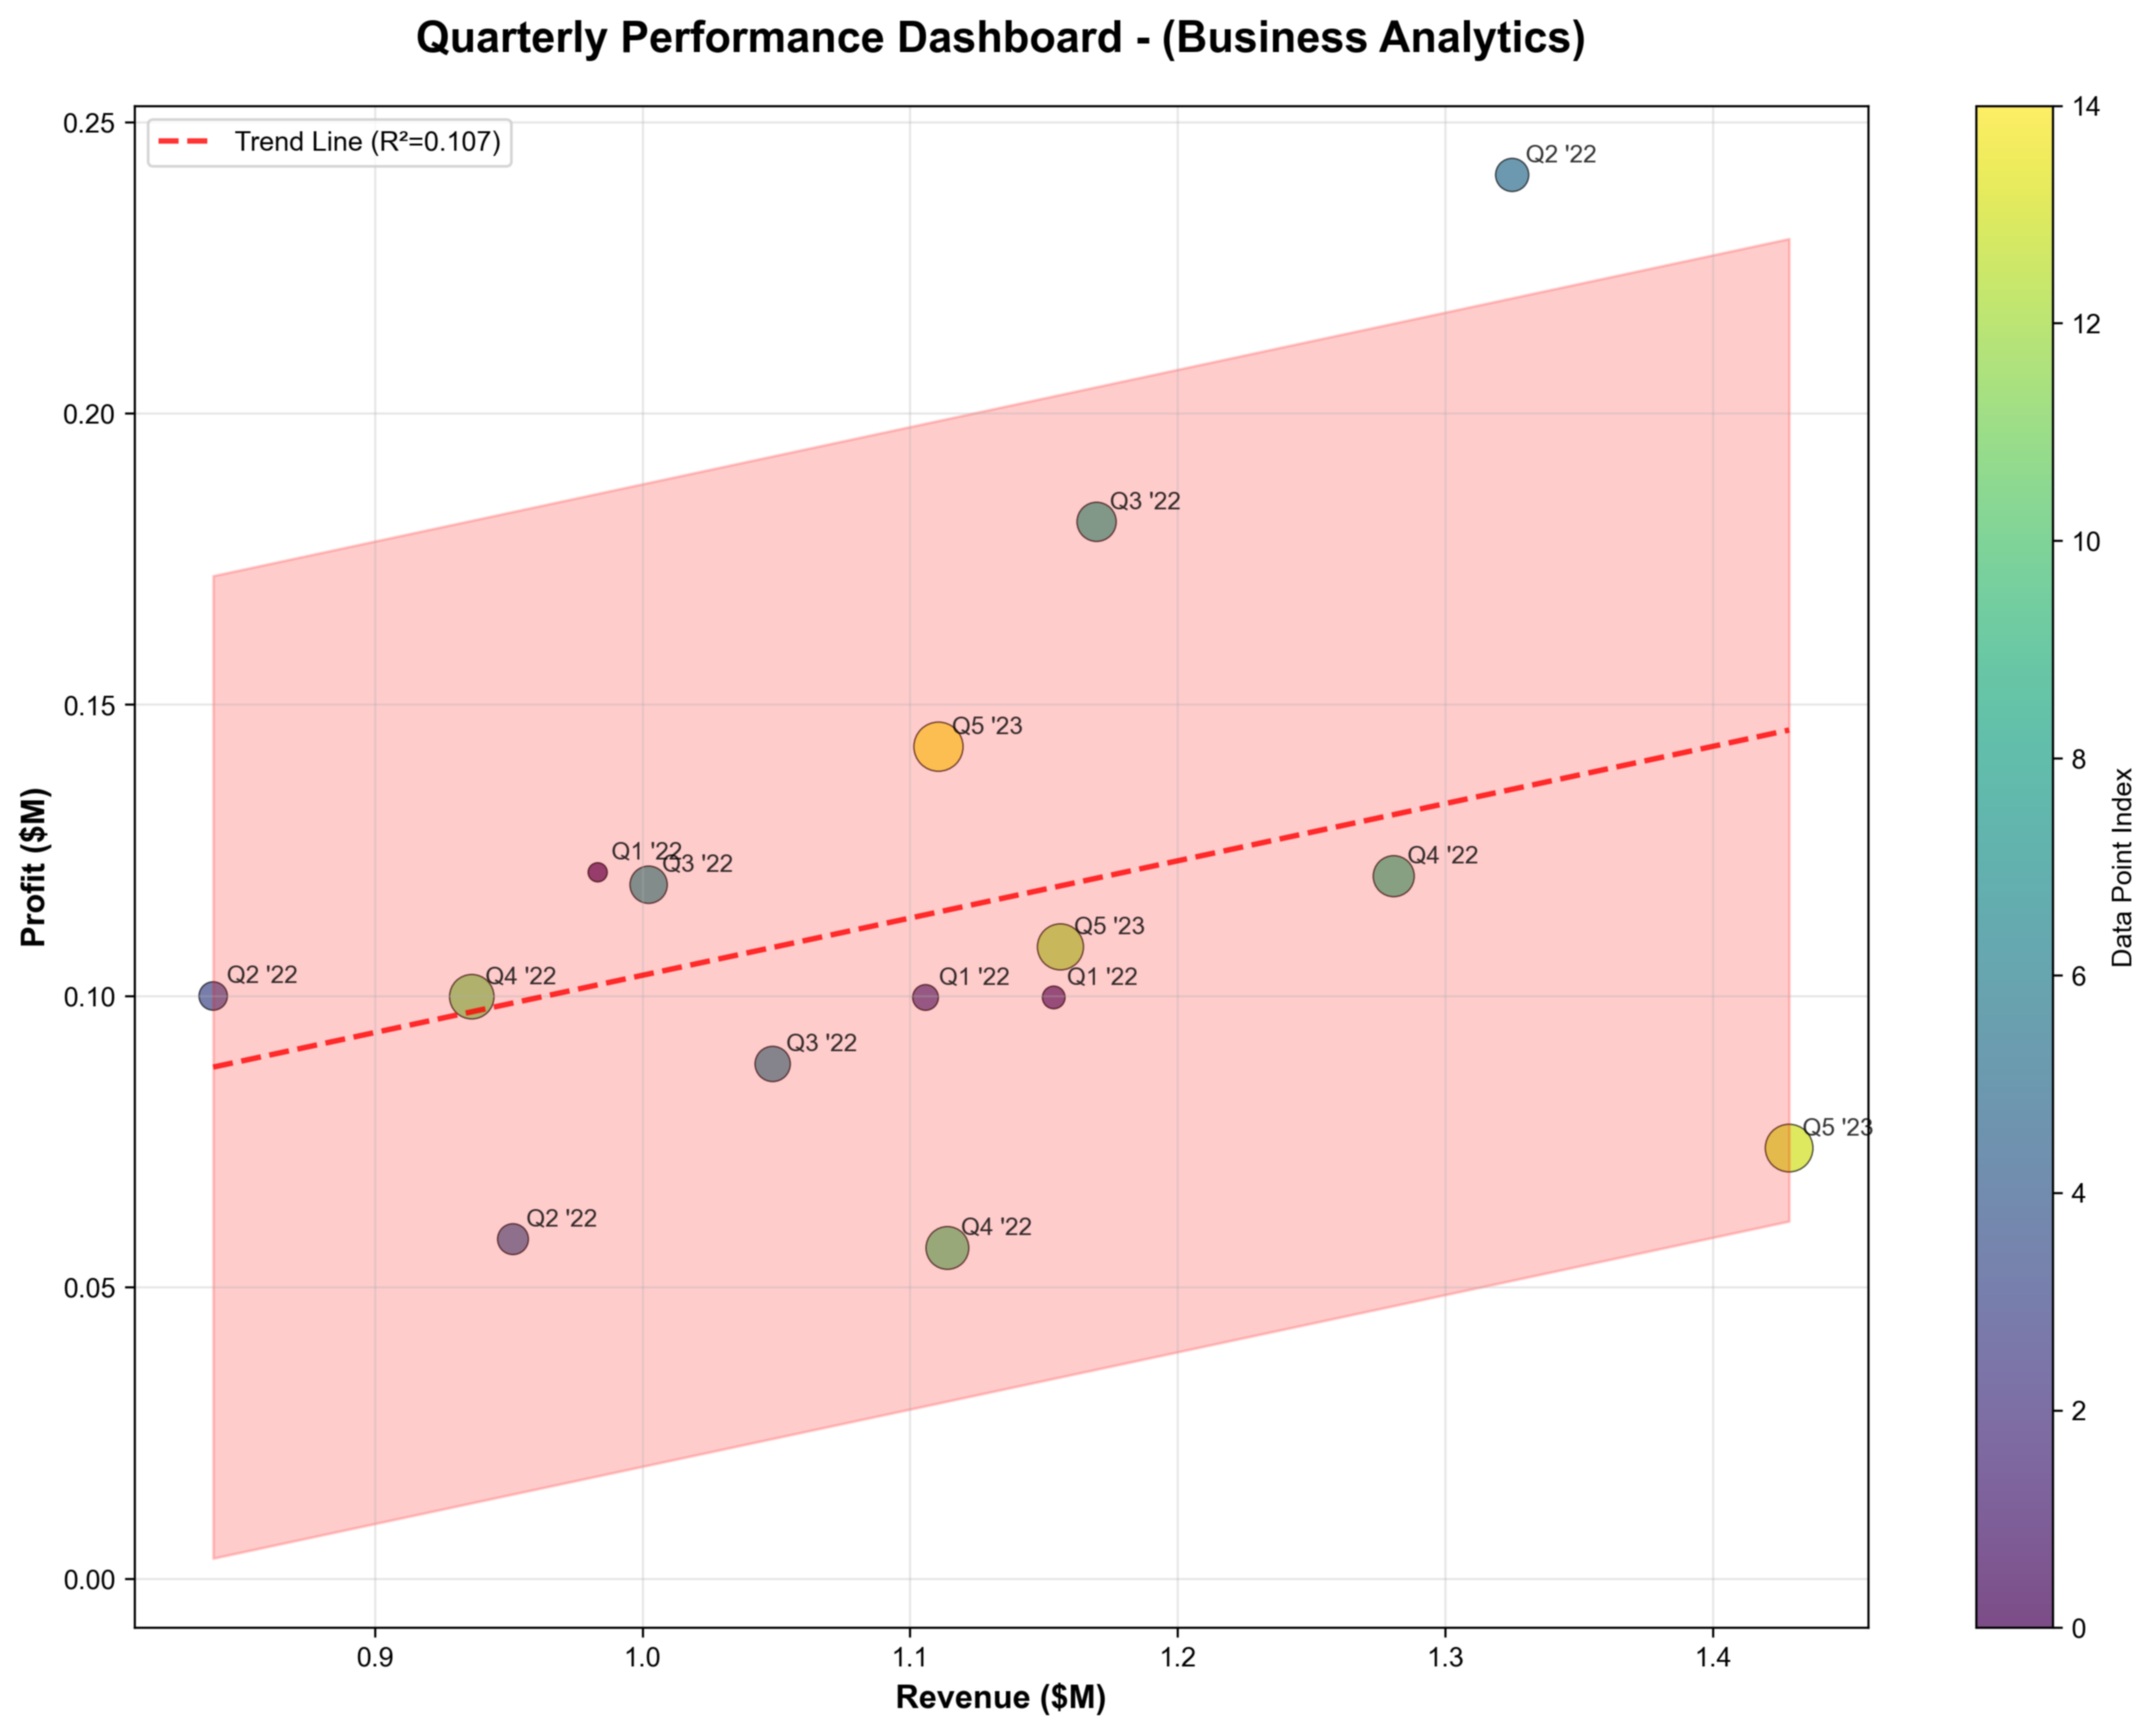 Quarterly Performance Dashboard - (Business Analytics)
Trend Line (R²=0.107)
0.25
0.20
0.15
0.10
0.05
0.00
Profit ($M)
Q2 '22
Q3 '22
Q5 '23
Q1 '22
Q3 '22
Q4 '22
Q5 '23
Q2 '22
Q4 '22
Q1 '22
Q1 '22
Q3 '22
Q5 '23
Q2 '22
Q4 '22
0.9
1.0
1.1
1.2
1.3
1.4
Revenue ($M)
14
12
10
8
6
4
2
0
Data Point Index